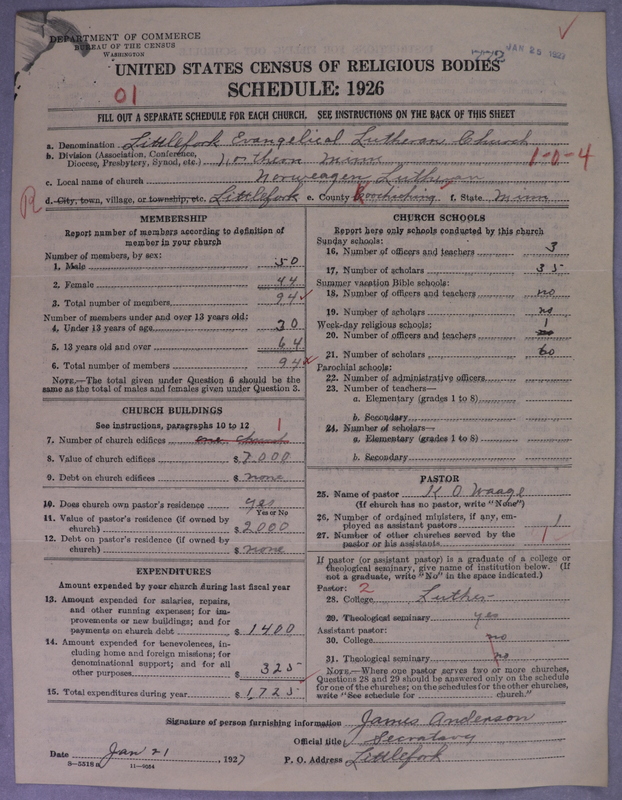 DEPARTMENT OF COMMERCE
BUREAU OF THE CENSUS
WASHINGTON
JAN 25 1927
UNITED STATES CENSUS OF RELIGIOUS BODIES
SCHEDULE: 1926
01
FILL OUT A SEPARATE SCHEDULE FOR EACH CHURCH. SEE INSTRUCTIONS ON THE BACK OF THIS SHEET
a. Denomination Littlefork Evangelical Lutheran Church
b. Division (Association, Conference, Diocese, Presbytery, Synod, etc.) Northern Minn
1-0-4
c. Local name of church Norweagen Lutheran
R
d. City, town, village, or township, etc. Littlefork e. County Koochiching f. State Minn
MEMBERSHIP
Report number of members according to definition of member in your church
Number of members, by sex:
1. Male 50
2. Female 44
3. Total number of members 94
Number of members under and over 13 years old:
4. Under 13 years of age 30
5. 13 years old and over 64
6. Total number of members 94
NOTE.—The total given under Question 6 should be the same as the total of males and females given under Question 3.
CHURCH BUILDINGS
See instructions, paragraphs 10 to 12
1
7. Number of church edifices one church
8. Value of church edifices $ 7000
9. Debt on church edifices $ none
10. Does church own pastor's residence yes
Yes or No
11. Value of pastor's residence (if owned by church) $ 2000
12. Debt on pastor's residence (if owned by church) $ none
EXPENDITURES
Amount expended by your church during last fiscal year
13. Amount expended for salaries, repairs, and other running expenses; for improvements or new buildings; and for payments on church debt $ 1400
14. Amount expended for benevolences, including home and foreign missions; for denominational support; and for all other purposes $ 325
15. Total expenditures during year $ 1725
CHURCH SCHOOLS
Report here only schools conducted by this church
Sunday schools:
16. Number of officers and teachers 3
17. Number of scholars 35
Summer vacation Bible schools:
18. Number of officers and teachers no
19. Number of scholars no
Week-day religious schools: 1
20. Number of officers and teachers no
21. Number of scholars 60
Parochial schools:
22. Number of administrative officers
23. Number of teachers—
a. Elementary (grades 1 to 8)
b. Secondary
24. Number of scholars—
a. Elementary (grades 1 to 8)
b. Secondary
PASTOR
25. Name of pastor K O Waage
(If church has no pastor, write "None")
26. Number of ordained ministers, if any, employed as assistant pastors 1
27. Number of other churches served by the pastor or his assistants 1
If pastor (or assistant pastor) is a graduate of a college or theological seminary, give name of institution below. (If not a graduate, write "No" in the space indicated.)
Pastor: 2
28. College Luther
29. Theological seminary yes
Assistant pastor:
30. College no
31. Theological seminary no
NOTE.—Where one pastor serves two or more churches, Questions 28 and 29 should be answered only on the schedule for one of the churches; on the schedules for the other churches, write "See schedule for church."
Signature of person furnishing information James Anderson
Official title Secratary
Date Jan 21, 1927 P. O. Address Littlefork
8-5518a 11-9034